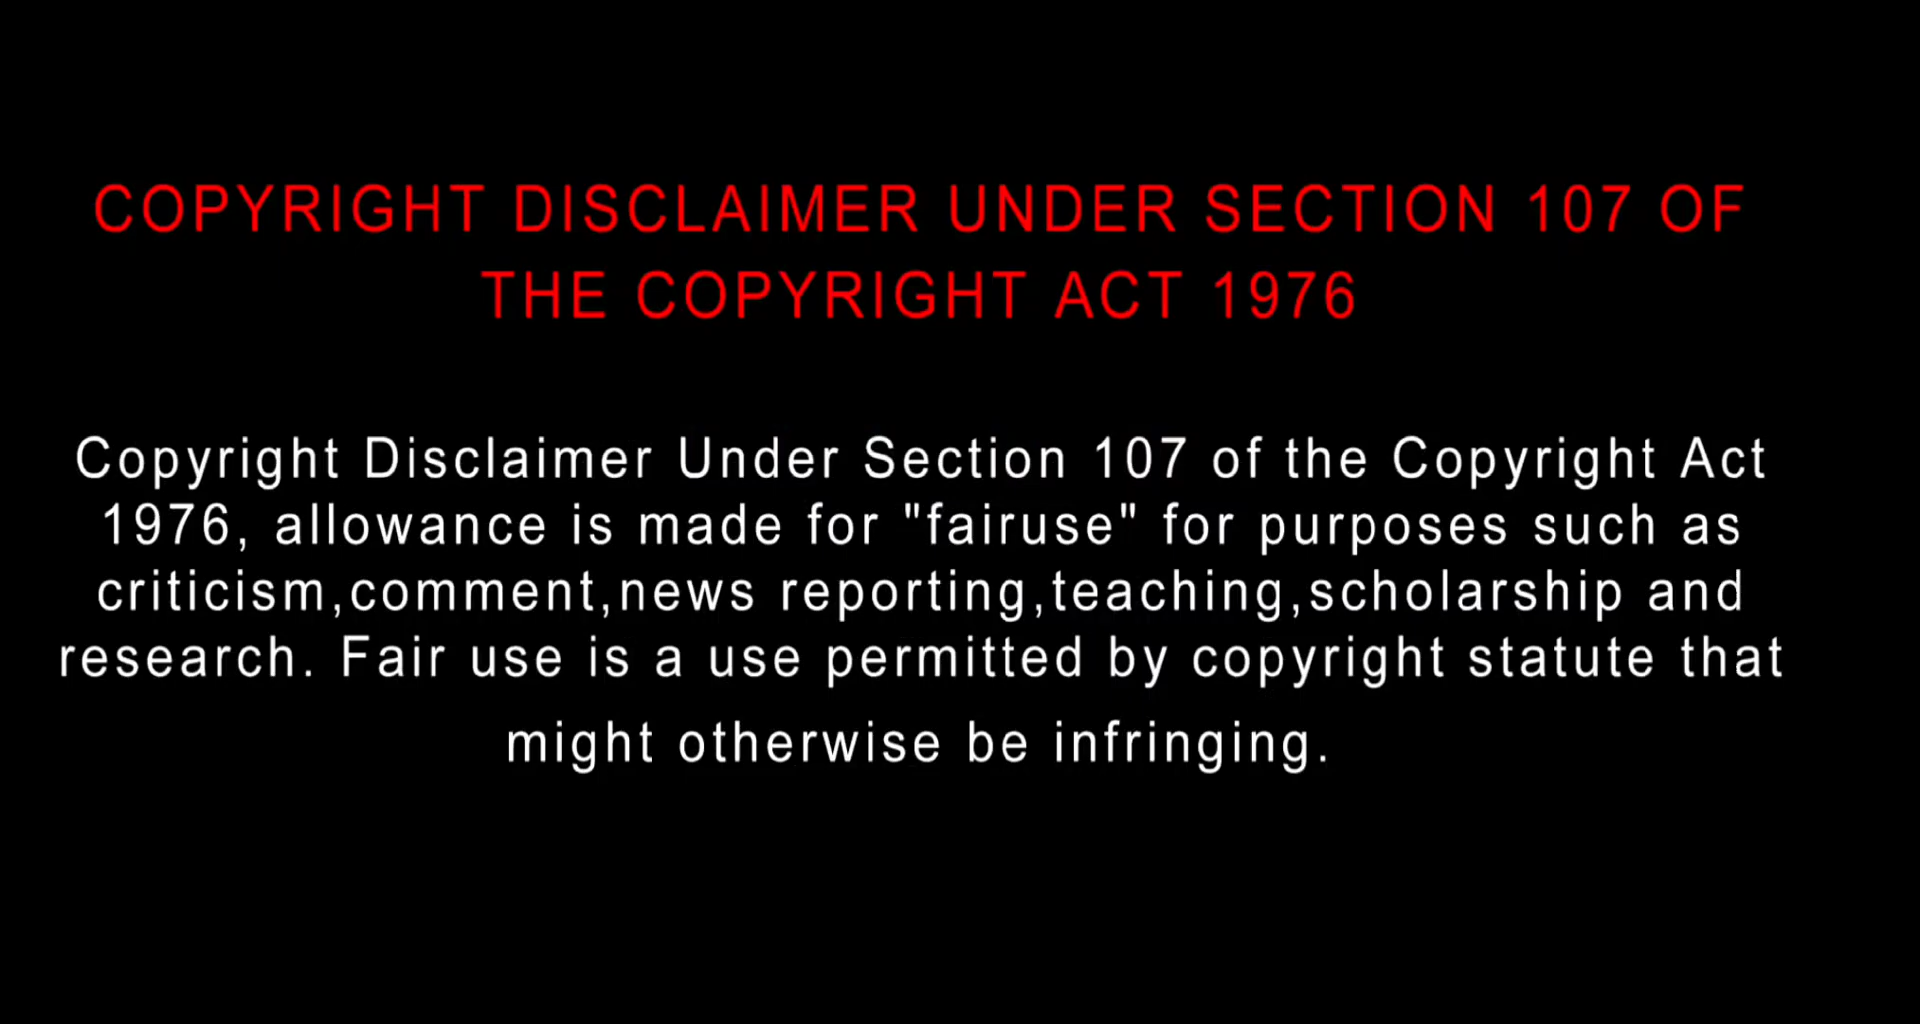 COPYRIGHT DISCLAIMER UNDER SECTION 107 OF
THE COPYRIGHT ACT 1976
Copyright Disclaimer Under Section 107 of the Copyright Act
1976, allowance is made for "fairuse" for purposes such as
criticism,comment,news reporting,teaching,scholarship and
research. Fair use is a use permitted by copyright statute that
might otherwise be infringing.